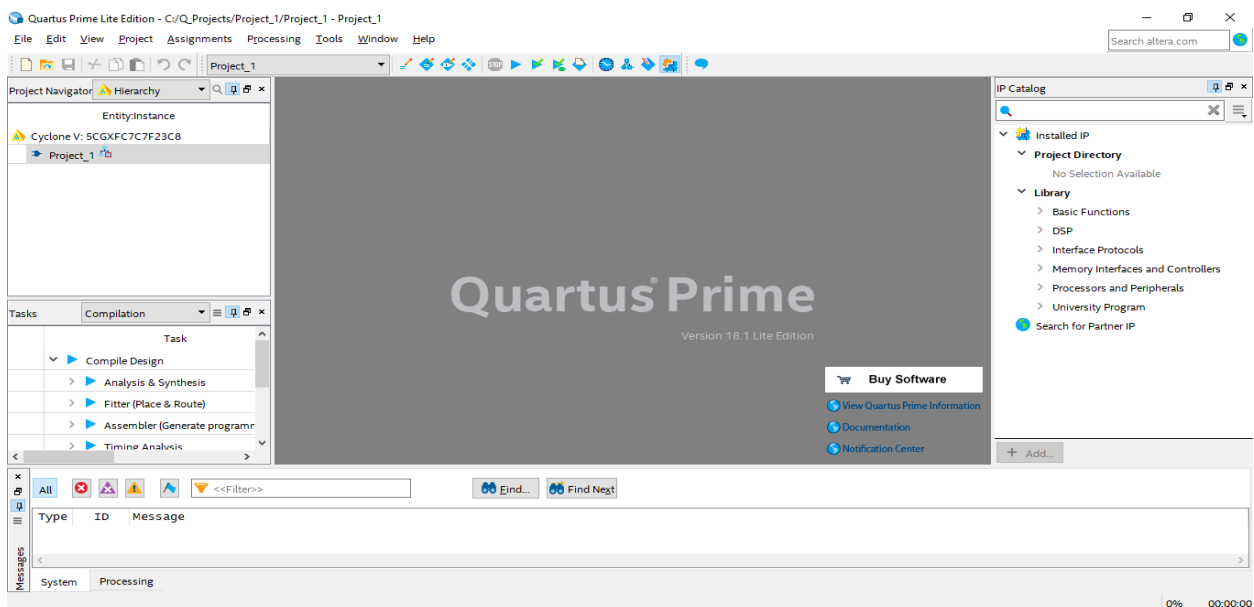 Quartus Prime Lite Edition - C:/Q_Projects/Project_1/Project_1 - Project_1
File Edit View Project Assignments Processing Tools Window Help
Search altera.com
Project_1
STOP
Project Navigator Hierarchy
Entity:Instance
Cyclone V: 5CGXFC7C7F23C8
Project_1
Tasks Compilation
Task
Compile Design
Analysis & Synthesis
Fitter (Place & Route)
Assembler (Generate programr
Timing Analysis
Quartus® Prime
Version 18.1 Lite Edition
Buy Software
View Quartus Prime Information
Documentation
Notification Center
IP Catalog
Installed IP
Project Directory
No Selection Available
Library
Basic Functions
DSP
Interface Protocols
Memory Interfaces and Controllers
Processors and Peripherals
University Program
Search for Partner IP
+ Add...
All <<Filter>> Find... Find Next
Type ID Message
Messages
System Processing
0% 00:00:00